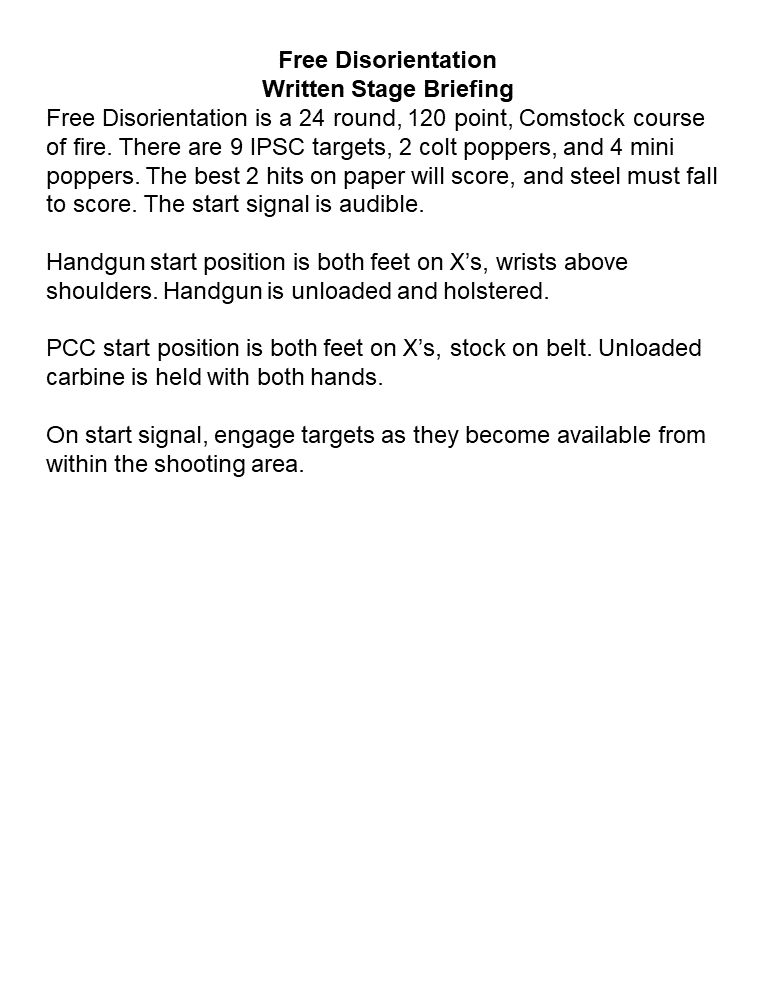 Free Disorientation
Written Stage Briefing
Free Disorientation is a 24 round, 120 point, Comstock course
of fire. There are 9 IPSC targets, 2 colt poppers, and 4 mini
poppers. The best 2 hits on paper will score, and steel must fall
to score. The start signal is audible.
Handgun start position is both feet on X’s, wrists above
shoulders. Handgun is unloaded and holstered.
PCC start position is both feet on X’s, stock on belt. Unloaded
carbine is held with both hands.
On start signal, engage targets as they become available from
within the shooting area.